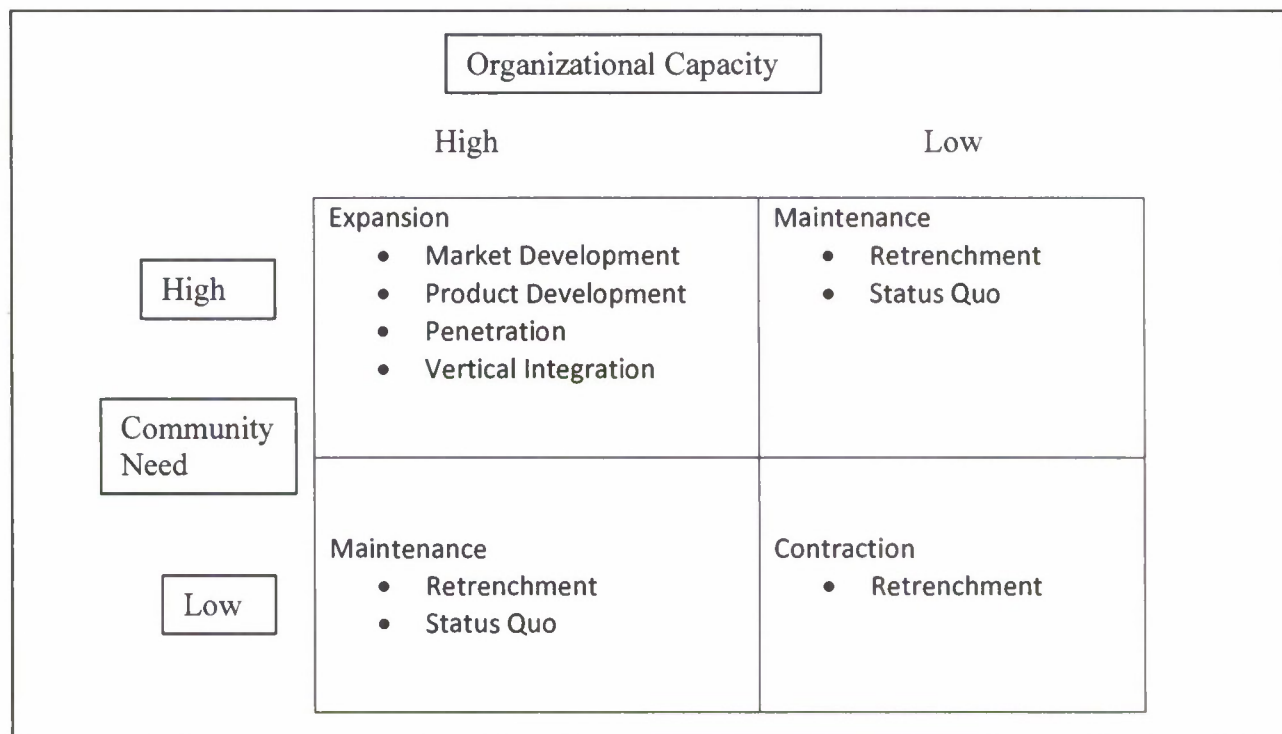 Organizational Capacity
High Low
Expansion
• Market Development
• Product Development
• Penetration
• Vertical Integration
Maintenance
• Retrenchment
• Status Quo
High
Community
Need
Low
Maintenance
• Retrenchment
• Status Quo
Contraction
• Retrenchment